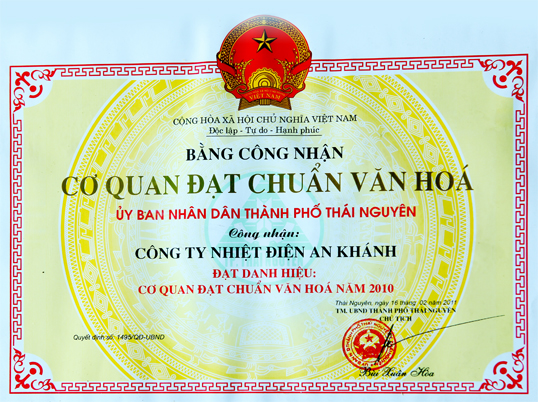 VIỆT NAM
CỘNG HÒA XÃ HỘI CHỦ NGHĨA VIỆT NAM
Độc lập - Tự do - Hạnh phúc
BẰNG CÔNG NHẬN
CƠ QUAN ĐẠT CHUẨN VĂN HOÁ
ỦY BAN NHÂN DÂN THÀNH PHỐ THÁI NGUYÊN
Công nhận:
CÔNG TY NHIỆT ĐIỆN AN KHÁNH
ĐẠT DANH HIỆU:
CƠ QUAN ĐẠT CHUẨN VĂN HOÁ NĂM 2010
Thái Nguyên, ngày 16 tháng 02 năm 2011
TM. UBND THÀNH PHỐ THÁI NGUYÊN
CHỦ TỊCH
Quyết định số: 1495/QĐ-UBND
Bùi Xuân Hòa